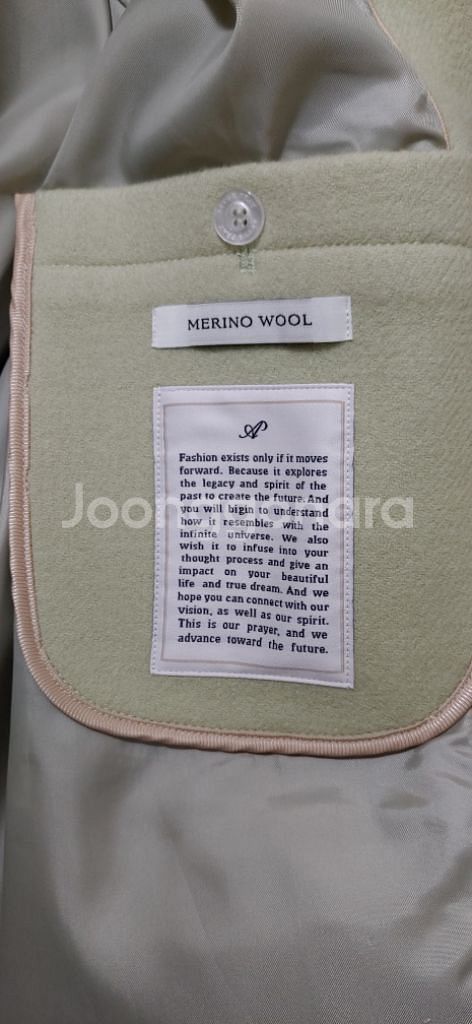 MERINO WOOL
Fashion exists only if it moves
forward. Because it explores
the legacy and spirit of the
past to create the future. And
you will bigin to understand
how it resembles with the
infinite universe. We also
wish it to infuse into your
thought process and give an
impact on your beautiful
life and true dream. And we
hope you can connect with our
vision, as well as our spirit.
This is our prayer, and we
advance toward the future.